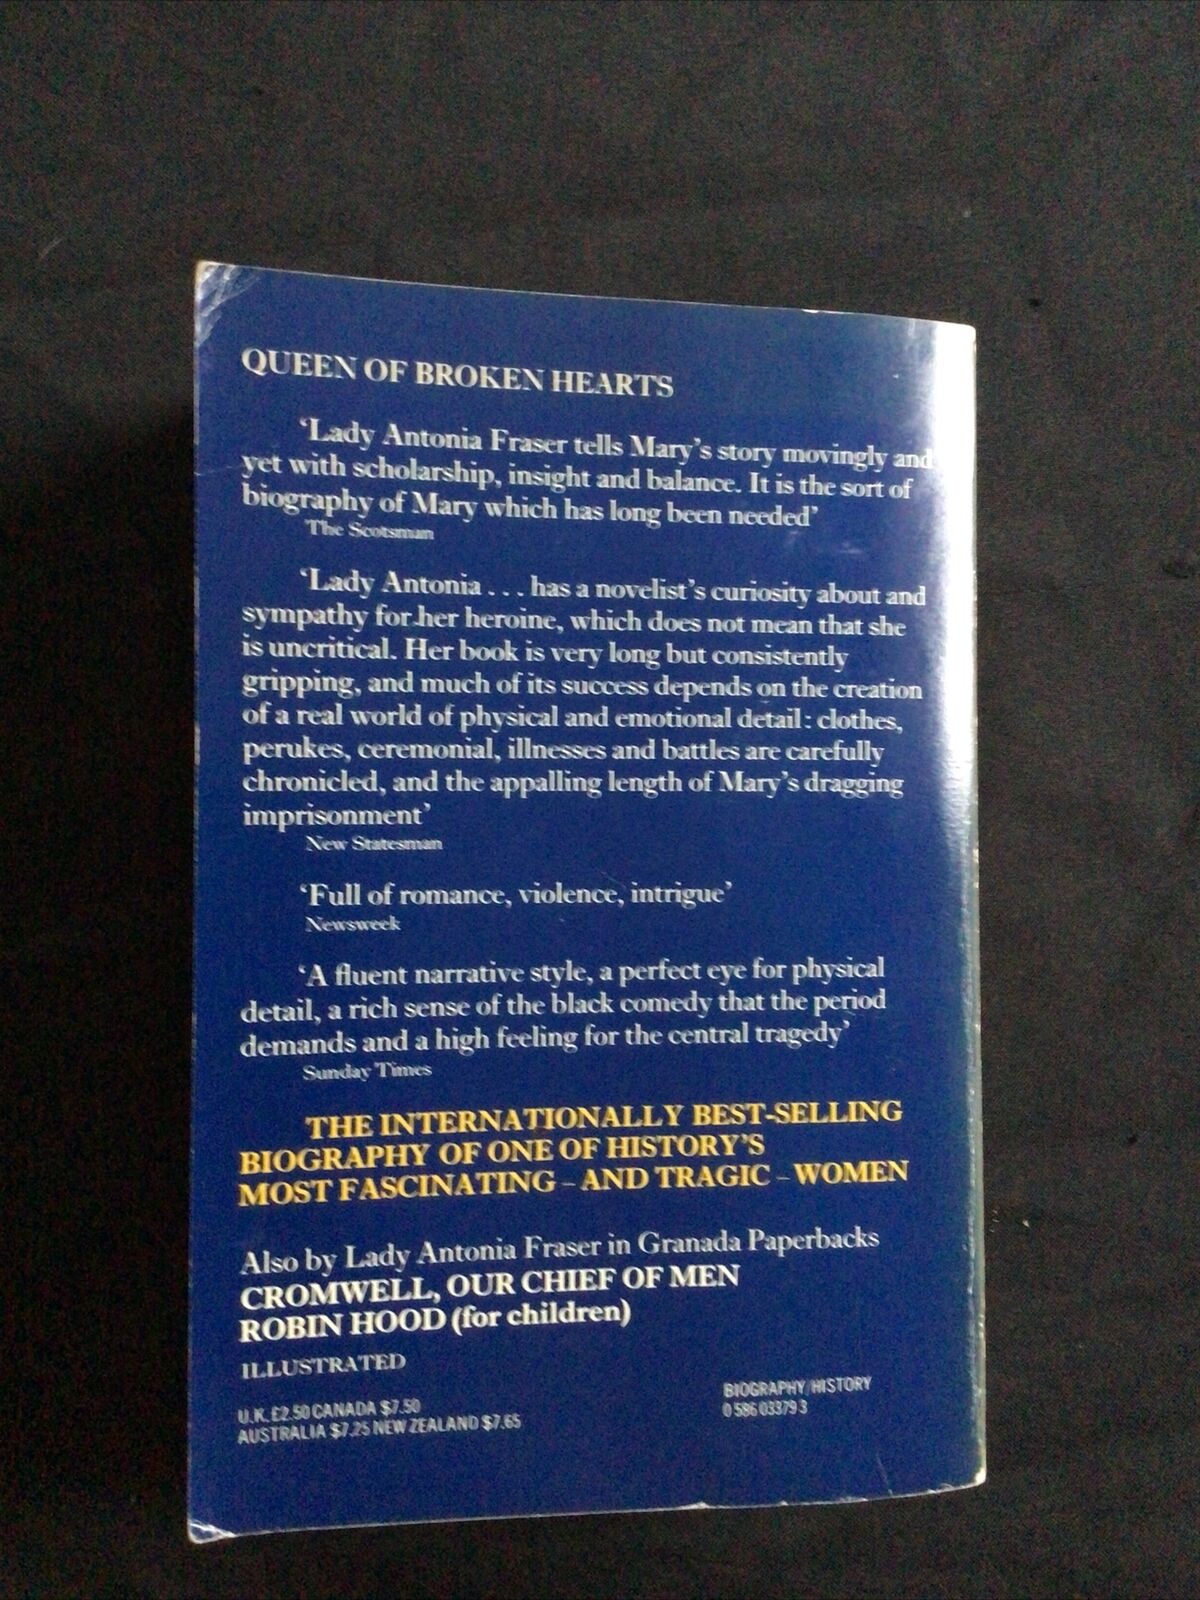 QUEEN OF BROKEN HEARTS
‘Lady Antonia Fraser tells Mary’s story movingly and
yet with scholarship, insight and balance. It is the sort of
biography of Mary which has long been needed’
The Scotsman
‘Lady Antonia . . . has a novelist’s curiosity about and
sympathy for her heroine, which does not mean that she
is uncritical. Her book is very long but consistently
gripping, and much of its success depends on the creation
of a real world of physical and emotional detail: clothes,
perukes, ceremonial, illnesses and battles are carefully
chronicled, and the appalling length of Mary’s dragging
imprisonment’
New Statesman
‘Full of romance, violence, intrigue’
Newsweek
‘A fluent narrative style, a perfect eye for physical
detail, a rich sense of the black comedy that the period
demands and a high feeling for the central tragedy’
Sunday Times
THE INTERNATIONALLY BEST-SELLING
BIOGRAPHY OF ONE OF HISTORY’S
MOST FASCINATING – AND TRAGIC – WOMEN
Also by Lady Antonia Fraser in Granada Paperbacks
CROMWELL, OUR CHIEF OF MEN
ROBIN HOOD (for children)
ILLUSTRATED
U.K. £2.50 CANADA $7.50
AUSTRALIA $7.25 NEW ZEALAND $7.65
BIOGRAPHY/HISTORY
0 586 03379 3